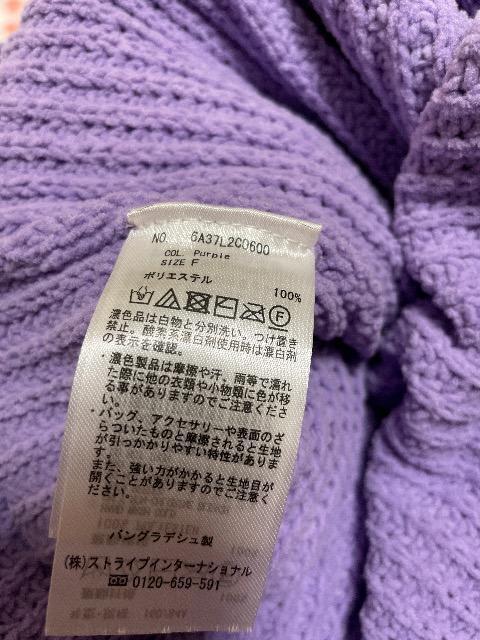 NO. 6A37L2C0600
COL. Purple
SIZE F
ポリエステル 100%
濃色品は白物と分別洗い。つけ置き
禁止。酵素系漂白剤使用時は漂白剤
の表示を確認。
・濃色製品は摩擦や汗、雨等で濡れ
た際に他の衣類や小物類に色が移
る事がありますのでご注意くださ
い。
・バッグ、アクセサリーや表面のざ
らついたものと摩擦されると生地
が引っかかりやすい特性がありま
す。
また、強い力がかかると生地目が
開くことがありますのでご注意く
ださい。
バングラデシュ製
(株)ストライプインターナショナル
0120-659-591